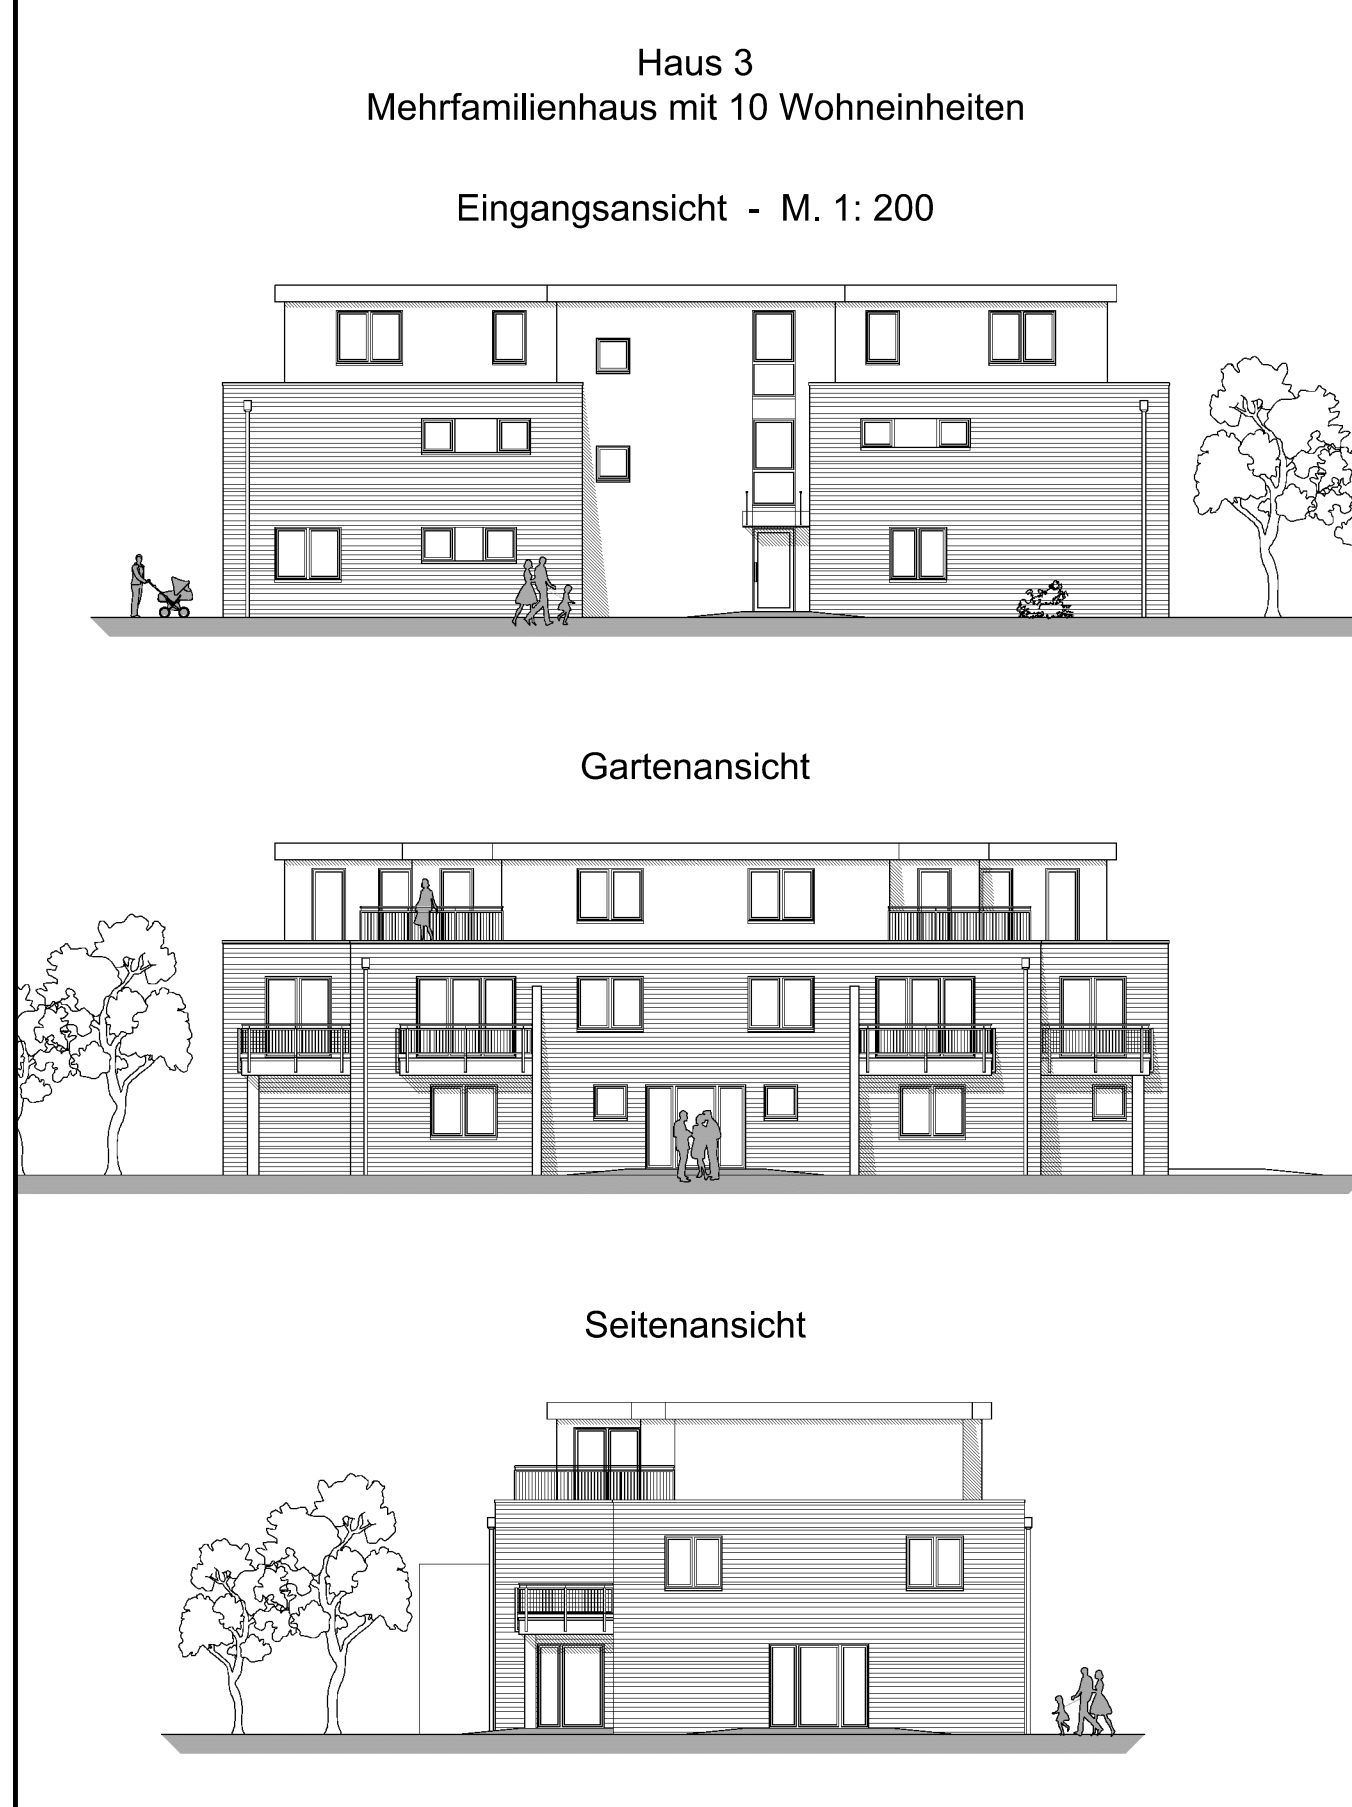 Haus 3
Mehrfamilienhaus mit 10 Wohneinheiten
Eingangsansicht - M. 1: 200
Gartenansicht
Seitenansicht